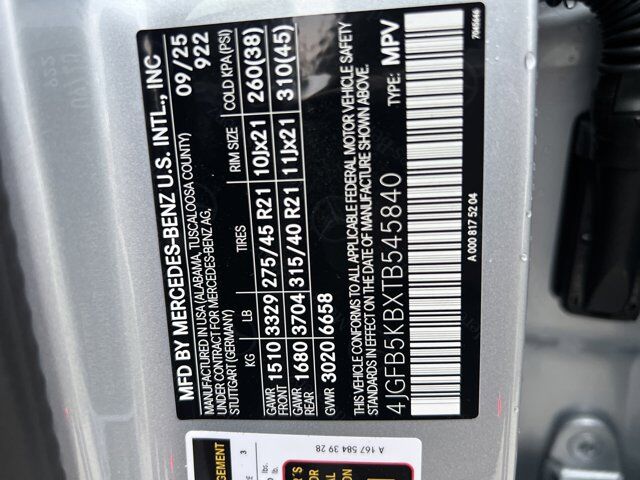 MFD BY MERCEDES-BENZ U.S. INTL., INC
MANUFACTURED IN USA (ALABAMA, TUSCALOOSA COUNTY)
UNDER CONTRACT FOR MERCEDES-BENZ AG,
STUTTGART (GERMANY)
09/25
922
KG LB TIRES RIM SIZE COLD KPA (PSI)
GAWR FRONT 1510 3329 275/45 R21 10Jx21 260(38)
GAWR REAR 1680 3704 315/40 R21 11Jx21 310(45)
GVWR 3020 6658
THIS VEHICLE CONFORMS TO ALL APPLICABLE FEDERAL MOTOR VEHICLE SAFETY
STANDARDS IN EFFECT ON THE DATE OF MANUFACTURE SHOWN ABOVE.
4JGFB5KBXTB545840 TYPE: MPV
A 000 817 52 04
A 167 584 39 28
3
lbs.